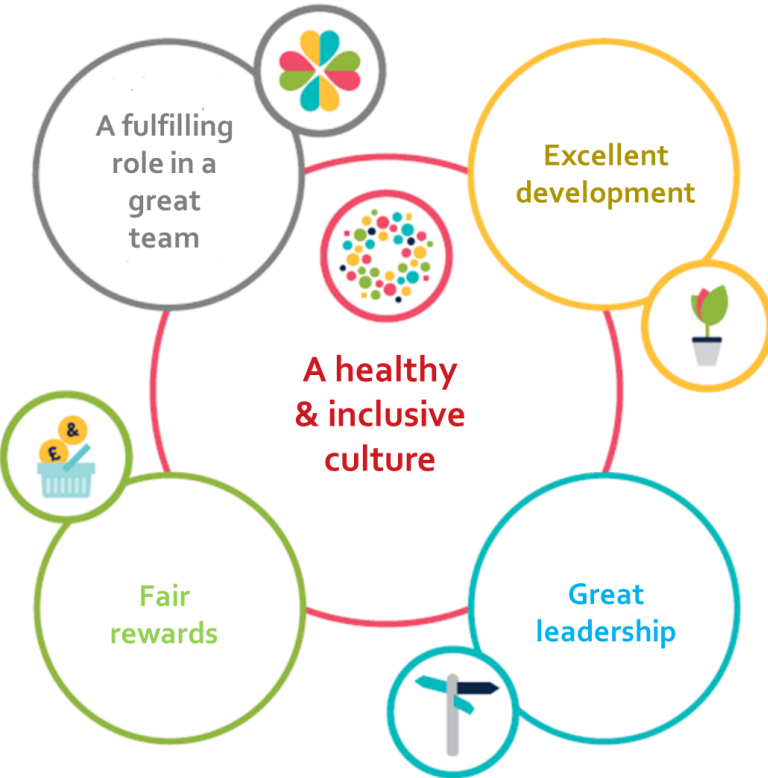 A fulfilling
role in a
great
team
Excellent
development
A healthy
& inclusive
culture
&
£
Fair
rewards
Great
leadership